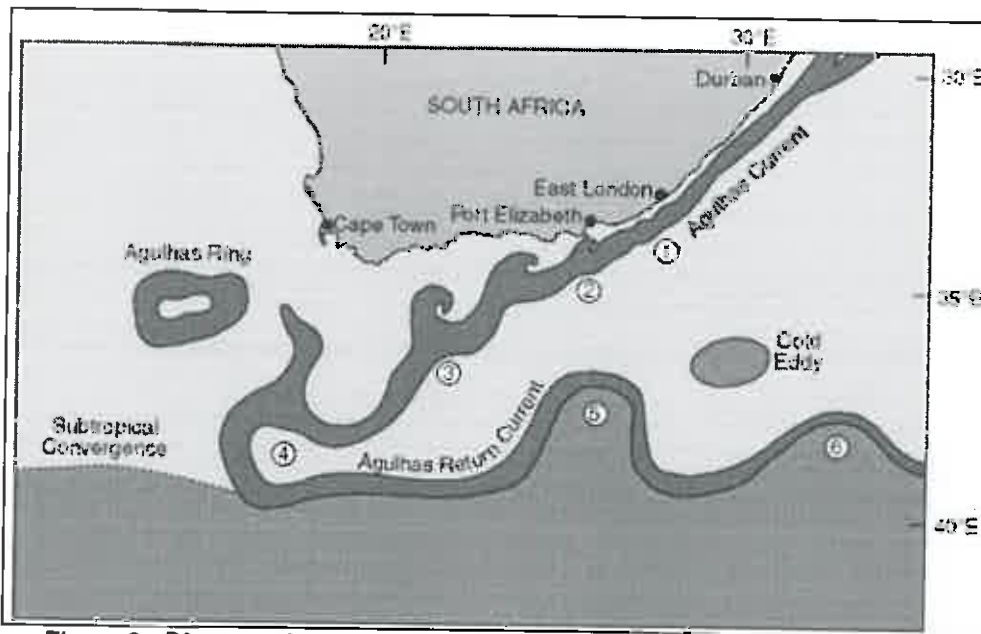 20°E
30°E
Durban
30°E
SOUTH AFRICA
East London
Port Elizabeth
Cape Town
Agulhas Current
Agulhas Ring
①
②
35°
Cold
Eddy
③
Subtropical
Convergence
④
Agulhas Return Current
⑤
⑥
40°E